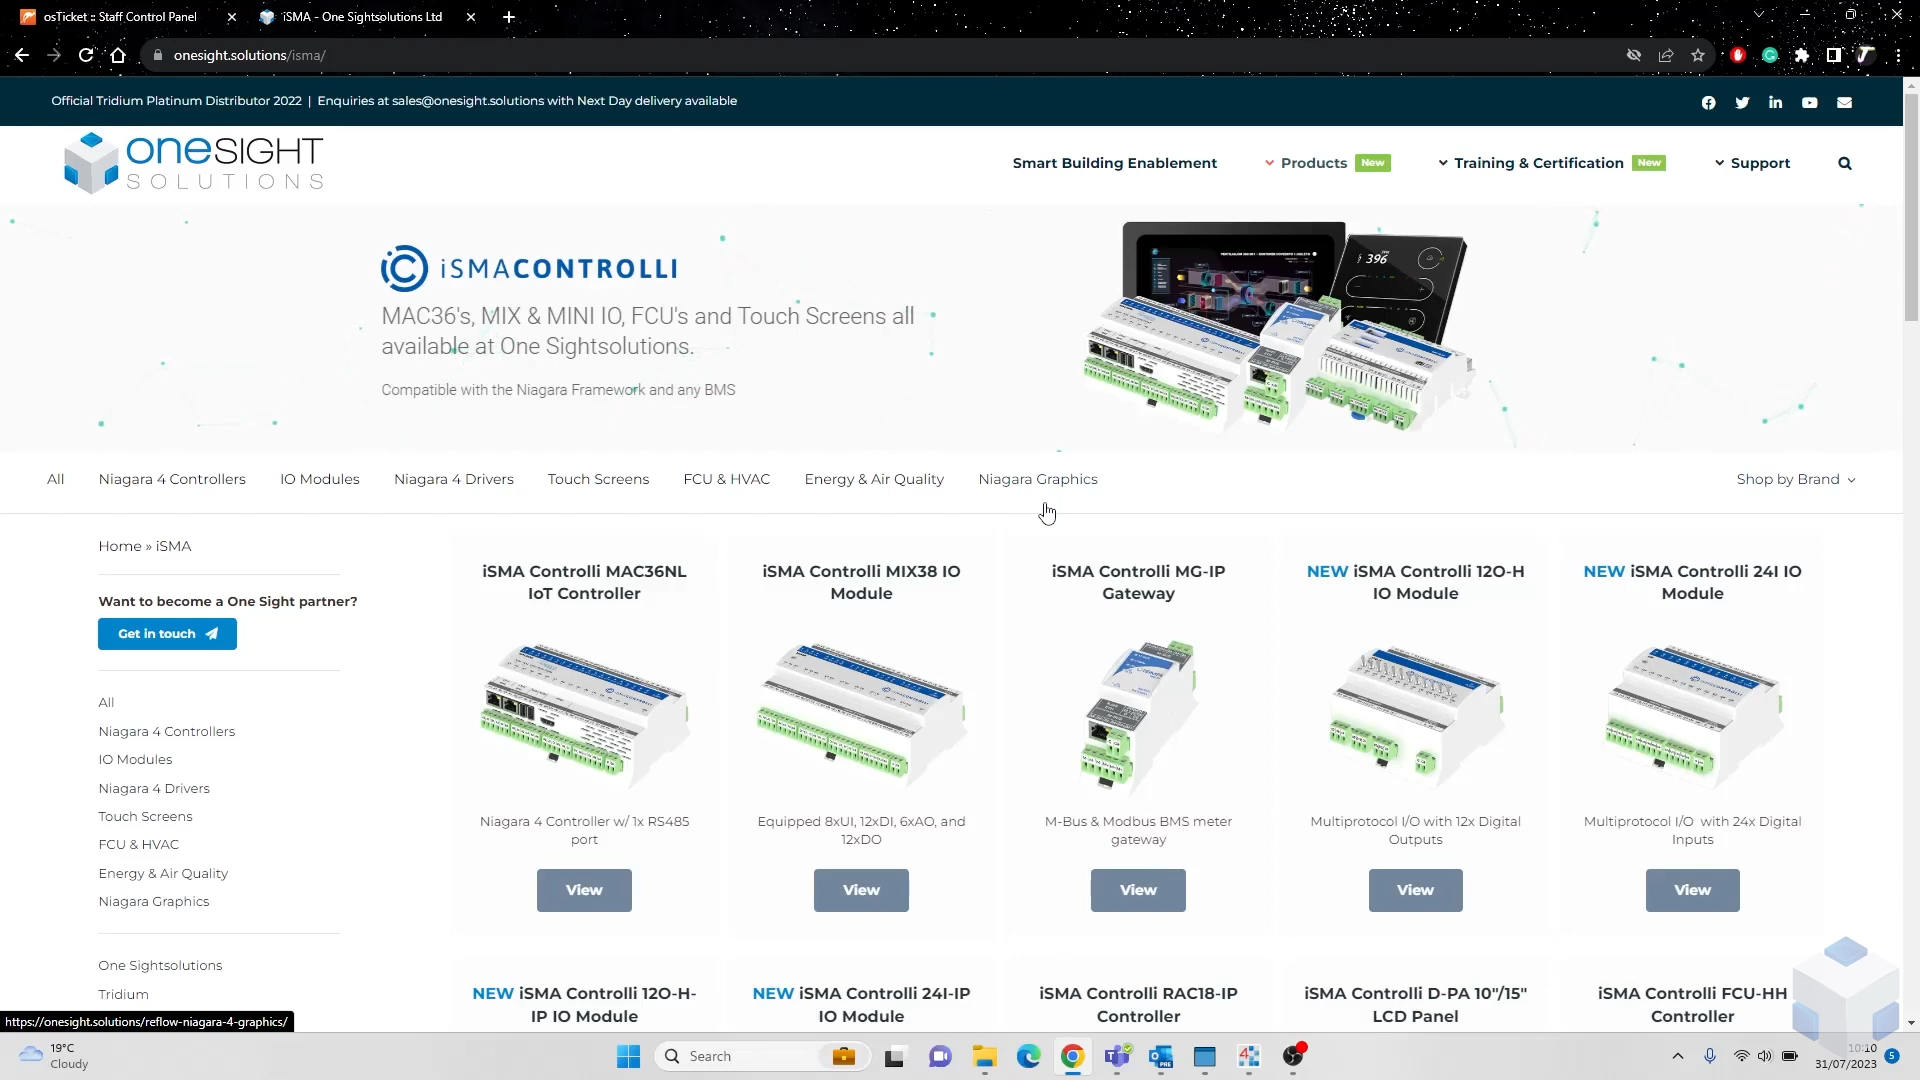 osTicket :: Staff Control Panel
iSMA - One Sightsolutions Ltd
onesight.solutions/isma/
Official Tridium Platinum Distributor 2022 | Enquiries at sales@onesight.solutions with Next Day delivery available
oneSIGHT
SOLUTIONS
Smart Building Enablement
Products New
Training & Certification New
Support
iSMACONTROLLI
MAC36's, MIX & MINI IO, FCU's and Touch Screens all
available at One Sightsolutions.
Compatible with the Niagara Framework and any BMS
396
All
Niagara 4 Controllers
IO Modules
Niagara 4 Drivers
Touch Screens
FCU & HVAC
Energy & Air Quality
Niagara Graphics
Shop by Brand
Home » iSMA
Want to become a One Sight partner?
Get in touch
All
Niagara 4 Controllers
IO Modules
Niagara 4 Drivers
Touch Screens
FCU & HVAC
Energy & Air Quality
Niagara Graphics
One Sightsolutions
Tridium
iSMA Controlli MAC36NL
IoT Controller
Niagara 4 Controller w/ 1x RS485
port
View
iSMA Controlli MIX38 IO
Module
Equipped 8xUI, 12xDI, 6xAO, and
12xDO
View
iSMA Controlli MG-IP
Gateway
M-Bus & Modbus BMS meter
gateway
View
NEW iSMA Controlli 12O-H
IO Module
Multiprotocol I/O with 12x Digital
Outputs
View
NEW iSMA Controlli 24I IO
Module
Multiprotocol I/O with 24x Digital
Inputs
View
NEW iSMA Controlli 12O-H-
IP IO Module
NEW iSMA Controlli 24I-IP
IO Module
iSMA Controlli RAC18-IP
Controller
iSMA Controlli D-PA 10"/15"
LCD Panel
iSMA Controlli FCU-HH
Controller
https://onesight.solutions/reflow-niagara-4-graphics/
19°C
Cloudy
Search
10:10
31/07/2023
5